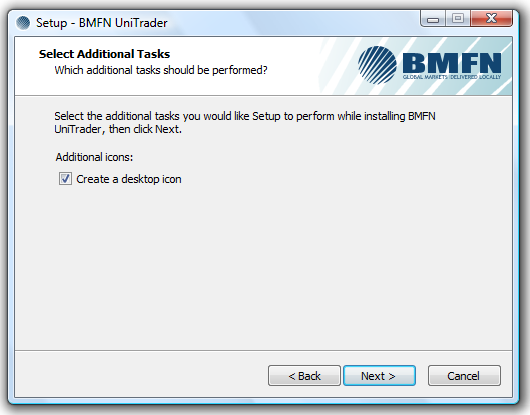 Setup - BMFN UniTrader
Select Additional Tasks
Which additional tasks should be performed?
BMFN
GLOBAL MARKETS DELIVERED LOCALLY
Select the additional tasks you would like Setup to perform while installing BMFN
UniTrader, then click Next.
Additional icons:
Create a desktop icon
< Back
Next >
Cancel